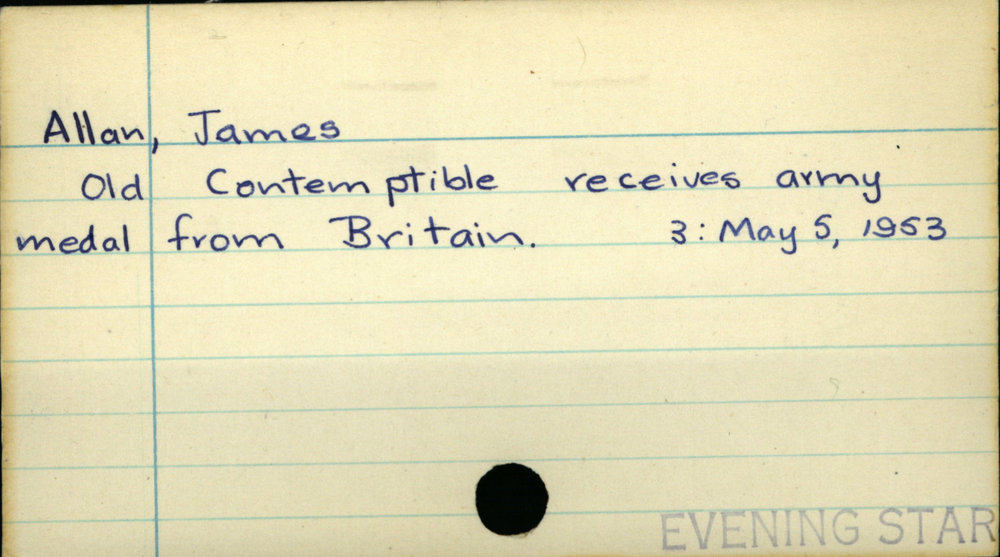 Allan, James
Old Contemptible receives army
medal from Britain. 3: May 5, 1953
EVENING STAR